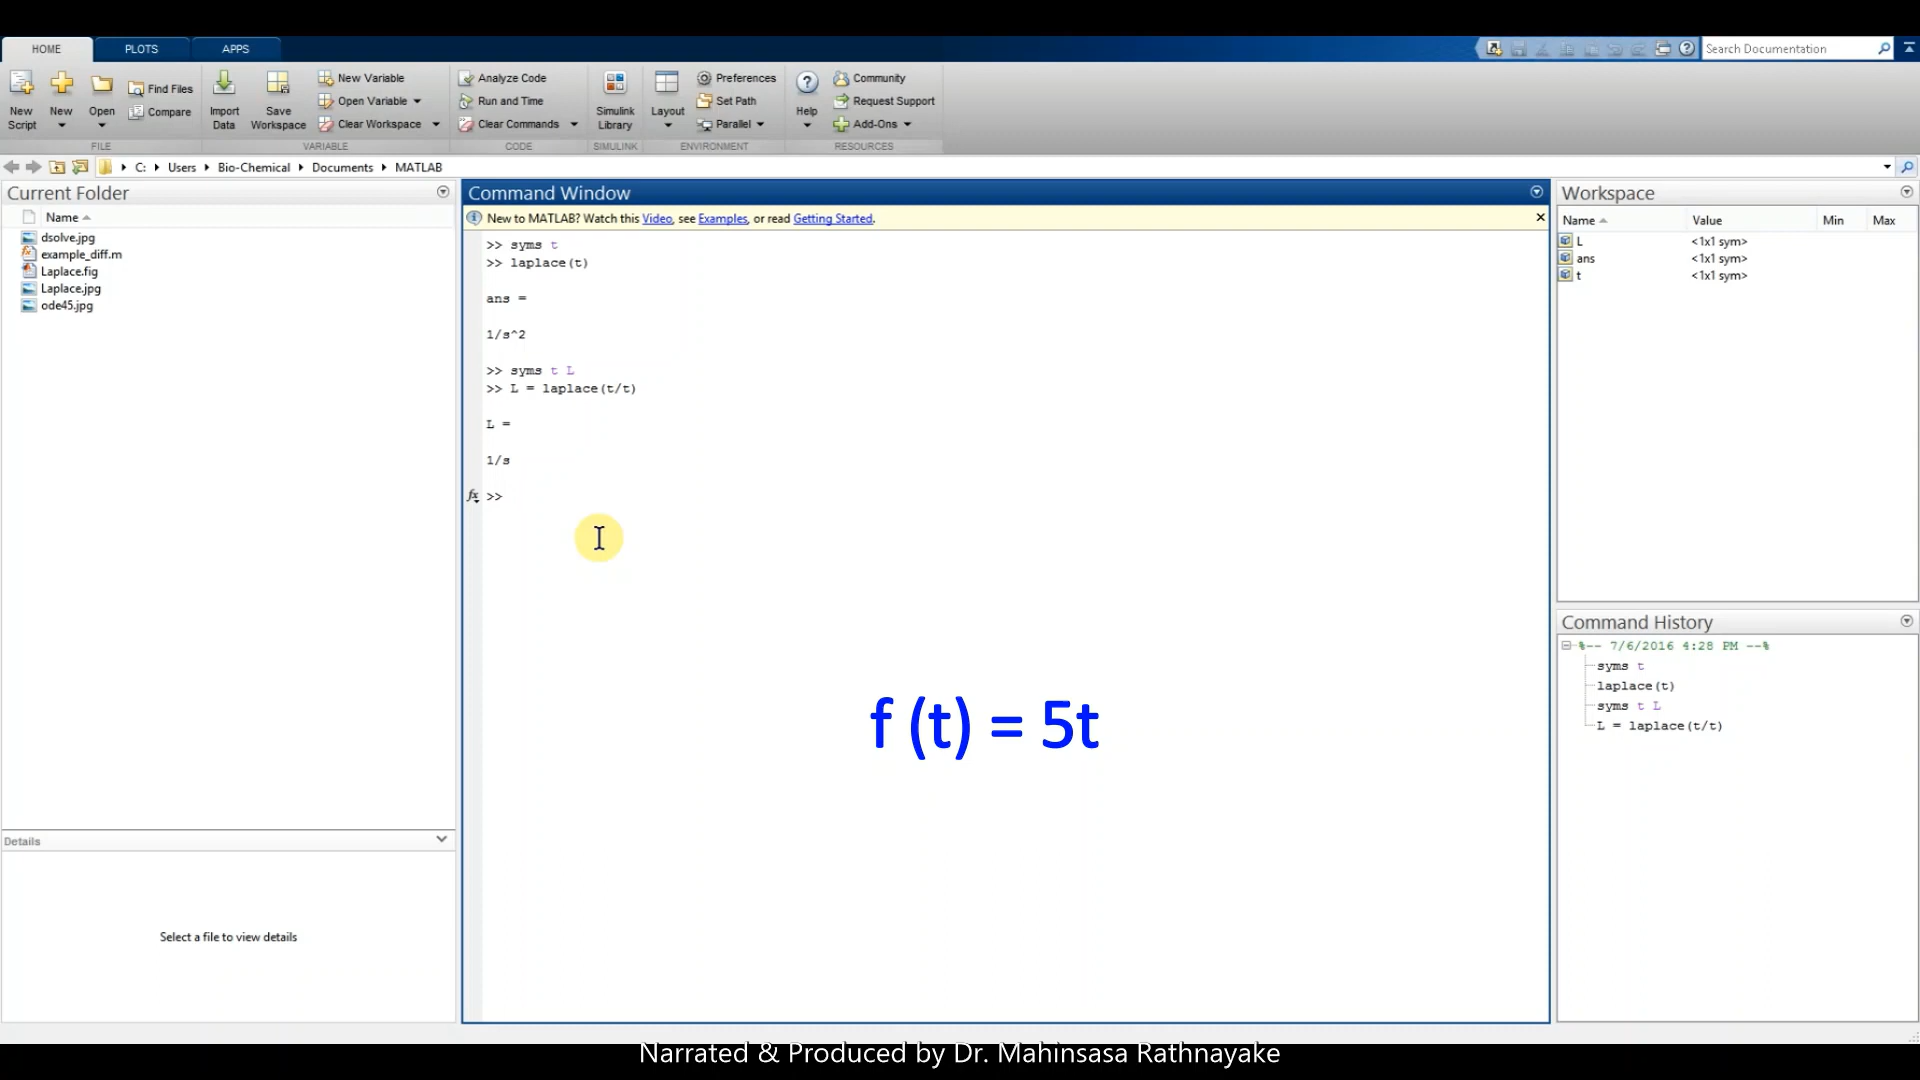 HOME PLOTS APPS
Search Documentation
New Script
New
Open
Find Files
Compare
FILE
Import Data
Save Workspace
New Variable
Open Variable
Clear Workspace
VARIABLE
Analyze Code
Run and Time
Clear Commands
CODE
Simulink Library
SIMULINK
Layout
Preferences
Set Path
Parallel
ENVIRONMENT
Help
Community
Request Support
Add-Ons
RESOURCES
C: Users Bio-Chemical Documents MATLAB
Current Folder
Name
dsolve.jpg
example_diff.m
Laplace.fig
Laplace.jpg
ode45.jpg
Details
Select a file to view details
Command Window
New to MATLAB? Watch this Video, see Examples, or read Getting Started.
>> syms t
>> laplace(t)
ans =
1/s^2
>> syms t L
>> L = laplace(t/t)
L =
1/s
fx >>
f (t) = 5t
Workspace
Name Value Min Max
L <1x1 sym>
ans <1x1 sym>
t <1x1 sym>
Command History
%-- 7/6/2016 4:28 PM --%
syms t
laplace(t)
syms t L
L = laplace(t/t)
Narrated & Produced by Dr. Mahinsasa Rathnayake